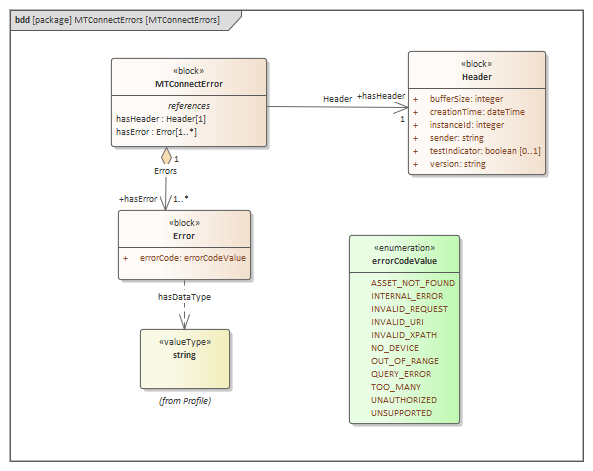 bdd [package] MTConnectErrors [MTConnectErrors]
«block»
MTConnectError
references
hasHeader : Header[1]
hasError : Error[1..*]
Header
+hasHeader
1
«block»
Header
+ bufferSize: integer
+ creationTime: dateTime
+ instanceId: integer
+ sender: string
+ testIndicator: boolean [0..1]
+ version: string
1
Errors
+hasError
1..*
«block»
Error
+ errorCode: errorCodeValue
hasDataType
«valueType»
string
(from Profile)
«enumeration»
errorCodeValue
ASSET_NOT_FOUND
INTERNAL_ERROR
INVALID_REQUEST
INVALID_URI
INVALID_XPATH
NO_DEVICE
OUT_OF_RANGE
QUERY_ERROR
TOO_MANY
UNAUTHORIZED
UNSUPPORTED